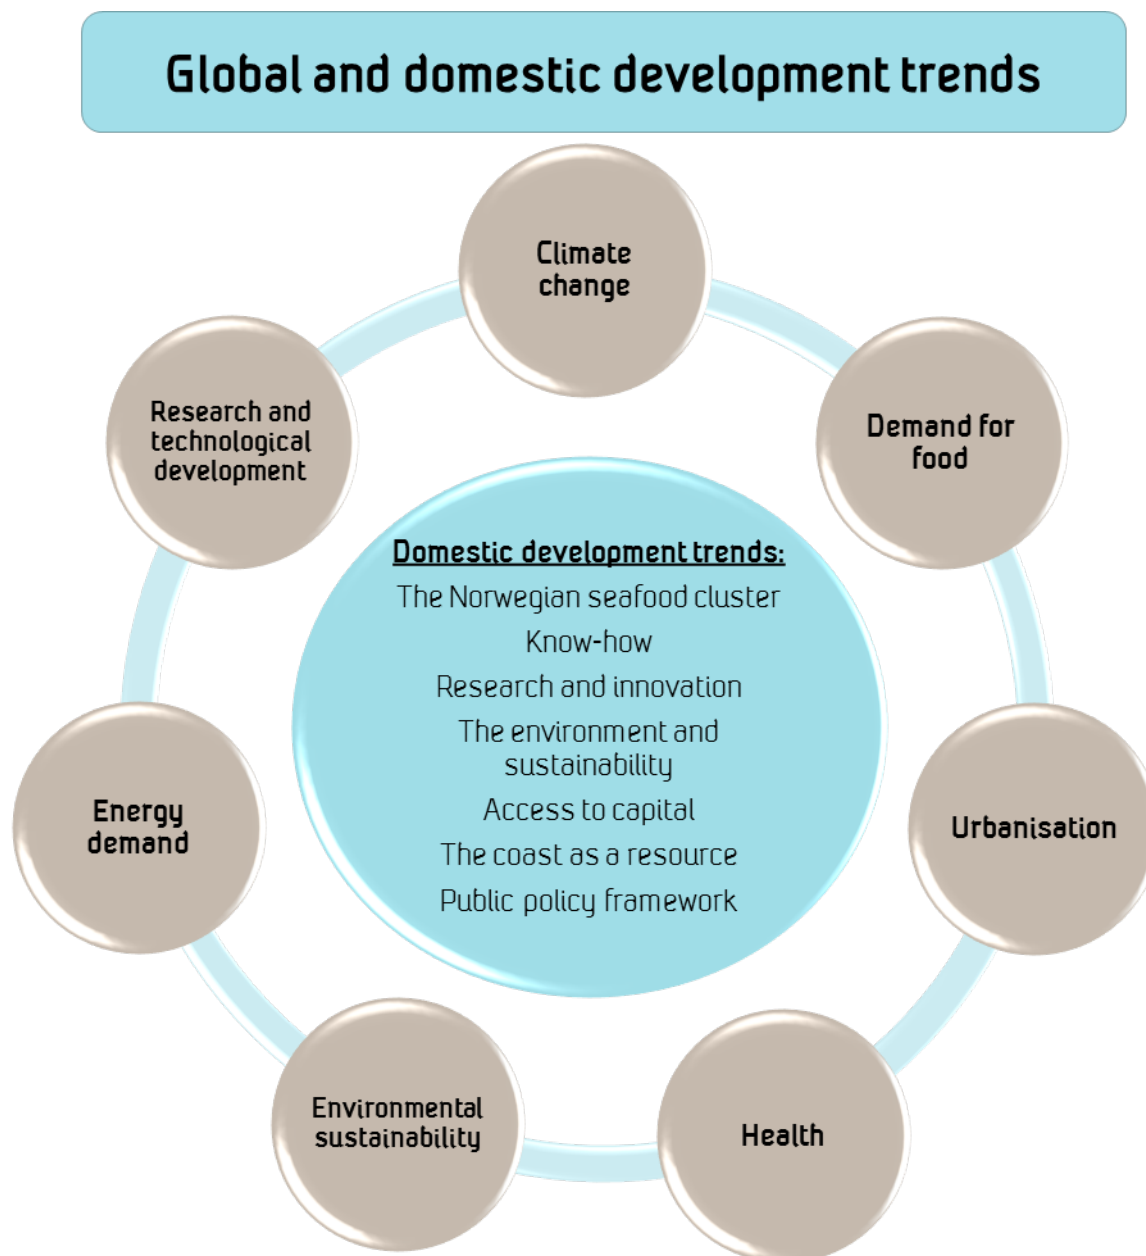 Global and domestic development trends
Climate
change
Research and
technological
development
Demand for
food
Domestic development trends:
The Norwegian seafood cluster
Know-how
Research and innovation
The environment and
sustainability
Access to capital
The coast as a resource
Public policy framework
Energy
demand
Urbanisation
Environmental
sustainability
Health